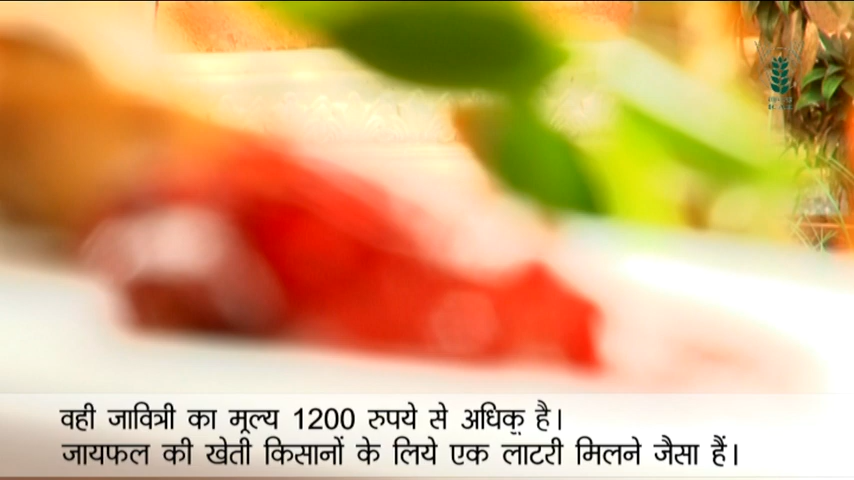 वही जावित्री का मूल्य 1200 रुपये से अधिक् है।
जायफल की खेती किसानों के लिये एक लाटरी मिलने जैसा हैं।